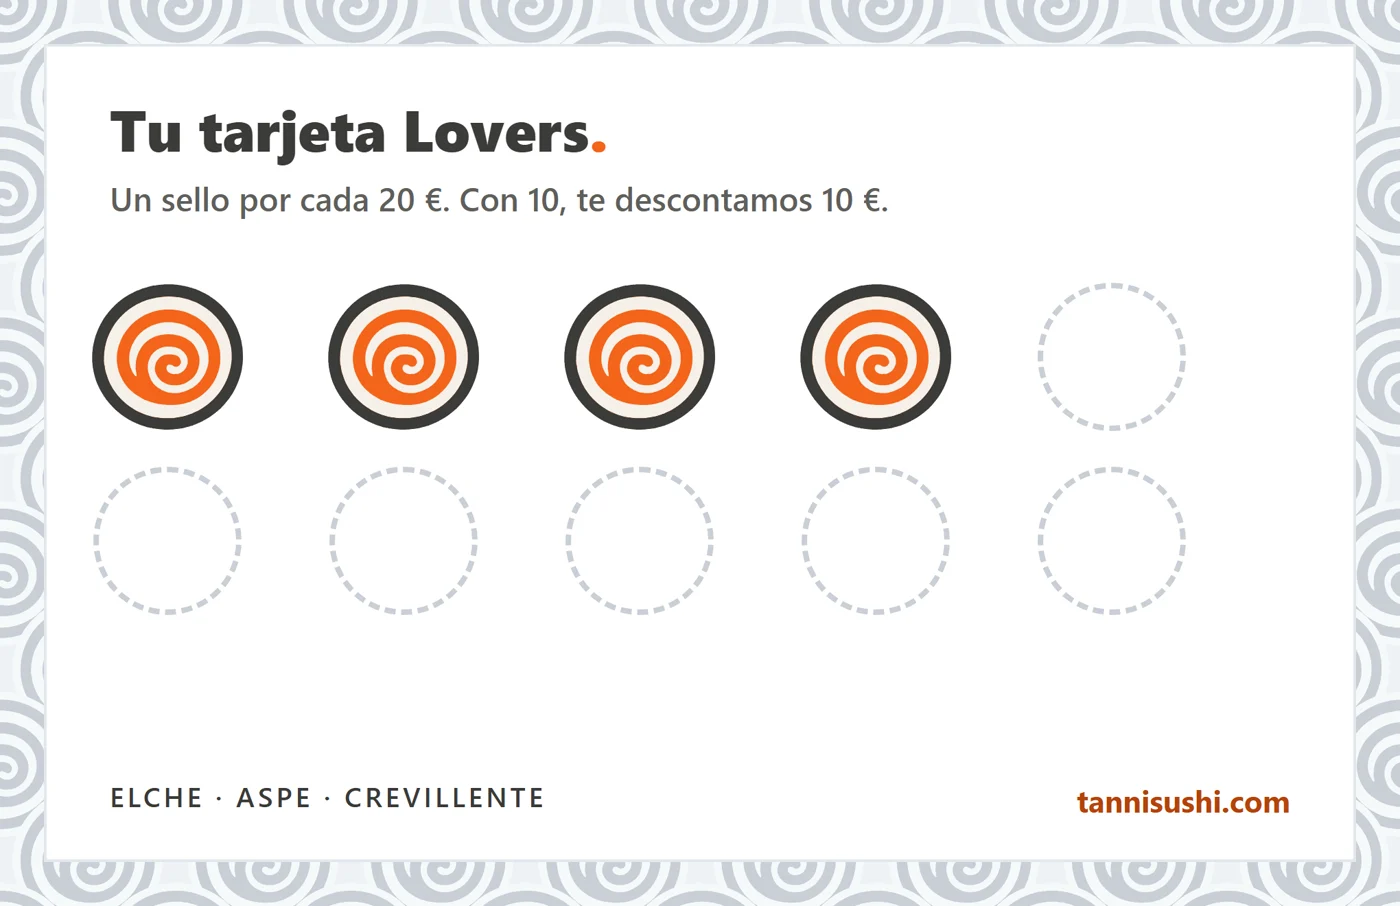 Tu tarjeta Lovers.
Un sello por cada 20 €. Con 10, te descontamos 10 €.
ELCHE · ASPE · CREVILLENTE
tannisushi.com